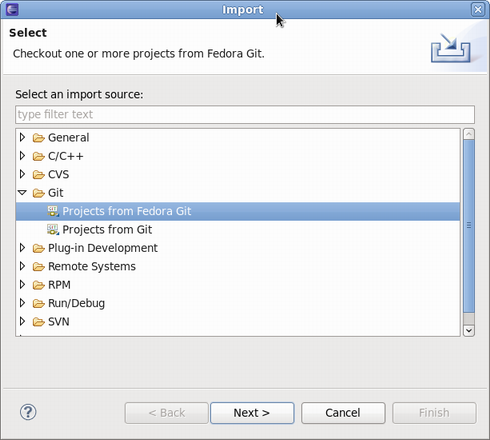 Import
Select
Checkout one or more projects from Fedora Git.
Select an import source:
type filter text
General
C/C++
CVS
Git
Projects from Fedora Git
Projects from Git
Plug-in Development
Remote Systems
RPM
Run/Debug
SVN
? < Back Next > Cancel Finish